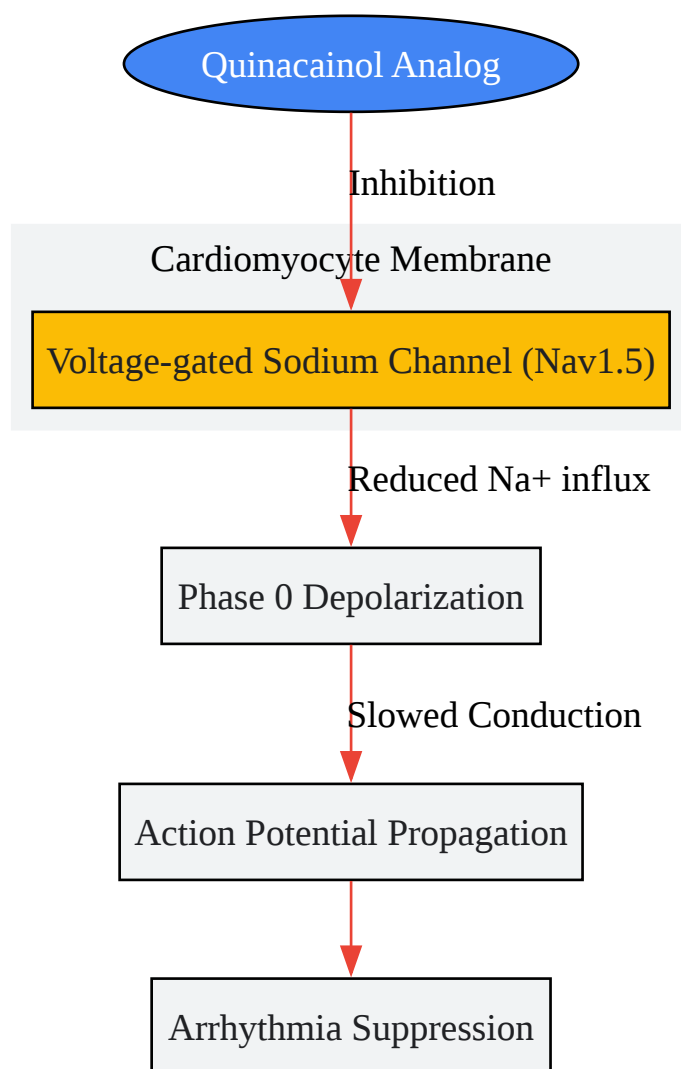 Quinacainol Analog
Inhibition
Cardiomyocyte Membrane
Voltage-gated Sodium Channel (Nav1.5)
Reduced Na+ influx
Phase 0 Depolarization
Slowed Conduction
Action Potential Propagation
Arrhythmia Suppression